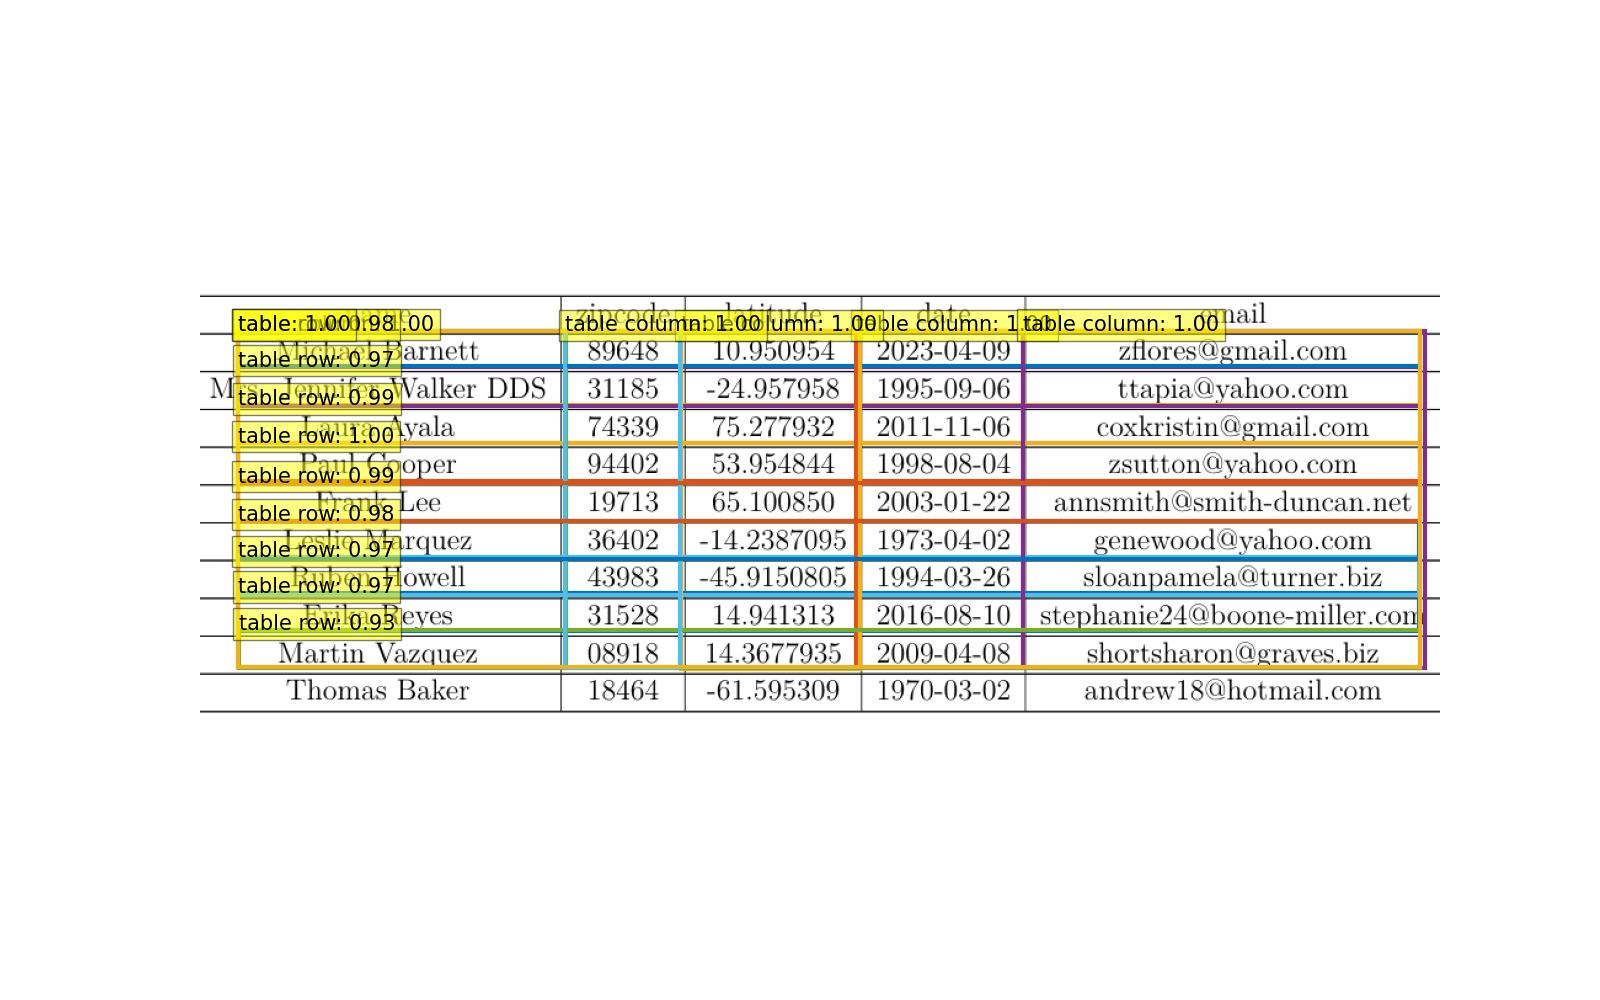 name zipcode latitude date email
table: 1.00 0.98 1.00 table column: 1.00 table column: 1.00 table column: 1.00 table column: 1.00
Michael Barnett 89648 10.950954 2023-04-09 zflores@gmail.com
table row: 0.97
Mrs. Jennifer Walker DDS 31185 -24.957958 1995-09-06 ttapia@yahoo.com
table row: 0.99
Laura Ayala 74339 75.277932 2011-11-06 coxkristin@gmail.com
table row: 1.00
Paul Cooper 94402 53.954844 1998-08-04 zsutton@yahoo.com
table row: 0.99
Frank Lee 19713 65.100850 2003-01-22 annsmith@smith-duncan.net
table row: 0.98
Leslie Marquez 36402 -14.2387095 1973-04-02 genewood@yahoo.com
table row: 0.97
Ruben Howell 43983 -45.9150805 1994-03-26 sloanpamela@turner.biz
table row: 0.97
Erika Reyes 31528 14.941313 2016-08-10 stephanie24@boone-miller.com
table row: 0.93
Martin Vazquez 08918 14.3677935 2009-04-08 shortsharon@graves.biz
Thomas Baker 18464 -61.595309 1970-03-02 andrew18@hotmail.com